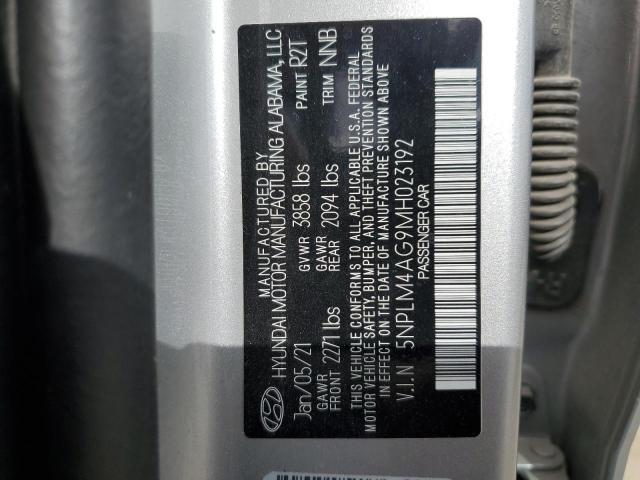 MANUFACTURED BY
HYUNDAI MOTOR MANUFACTURING ALABAMA, LLC
Jan/05/21 GVWR 3858 lbs PAINT R2T
GAWR FRONT 2271 lbs GAWR REAR 2094 lbs TRIM NNB
THIS VEHICLE CONFORMS TO ALL APPLICABLE U.S.A. FEDERAL
MOTOR VEHICLE SAFETY, BUMPER, AND THEFT PREVENTION STANDARDS
IN EFFECT ON THE DATE OF MANUFACTURE SHOWN ABOVE
V.I.N 5NPLM4AG9MH023192
PASSENGER CAR